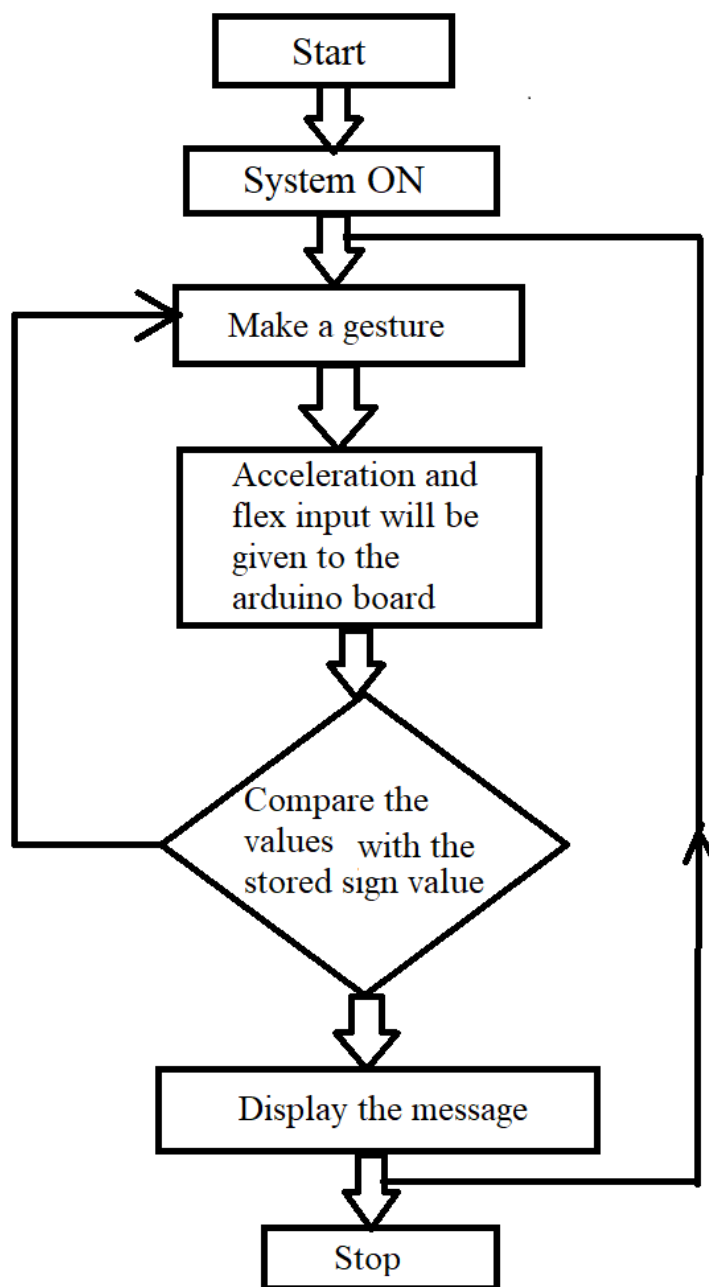 Start
System ON
Make a gesture
Acceleration and
flex input will be
given to the
arduino board
Compare the
values with the
stored sign value
Display the message
Stop